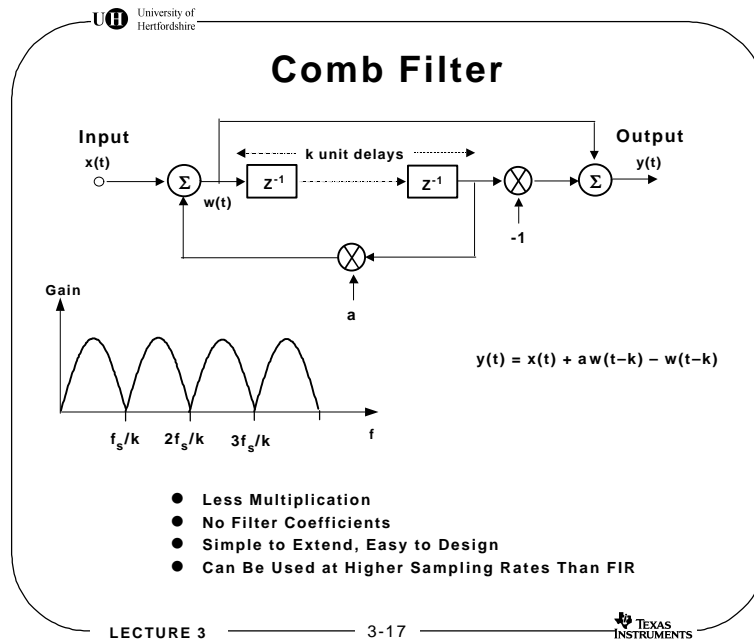 UH University of
Hertfordshire
Comb Filter
Input
x(t)
k unit delays
Output
y(t)
Σ
w(t)
z-1
z-1
Σ
-1
a
Gain
y(t) = x(t) + a w(t–k) – w(t–k)
fs/k 2fs/k 3fs/k f
● Less Multiplication
● No Filter Coefficients
● Simple to Extend, Easy to Design
● Can Be Used at Higher Sampling Rates Than FIR
LECTURE 3
3-17
TEXAS
INSTRUMENTS